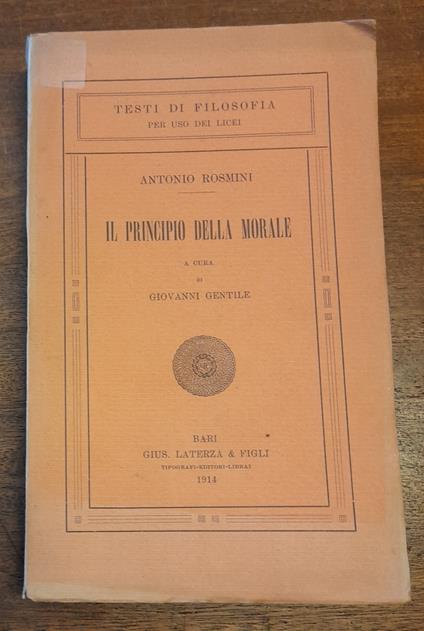 TESTI DI FILOSOFIA
PER USO DEI LICEI
ANTONIO ROSMINI
IL PRINCIPIO DELLA MORALE
A CURA
DI
GIOVANNI GENTILE
BARI
GIUS. LATERZA & FIGLI
TIPOGRAFI-EDITORI-LIBRAI
1914